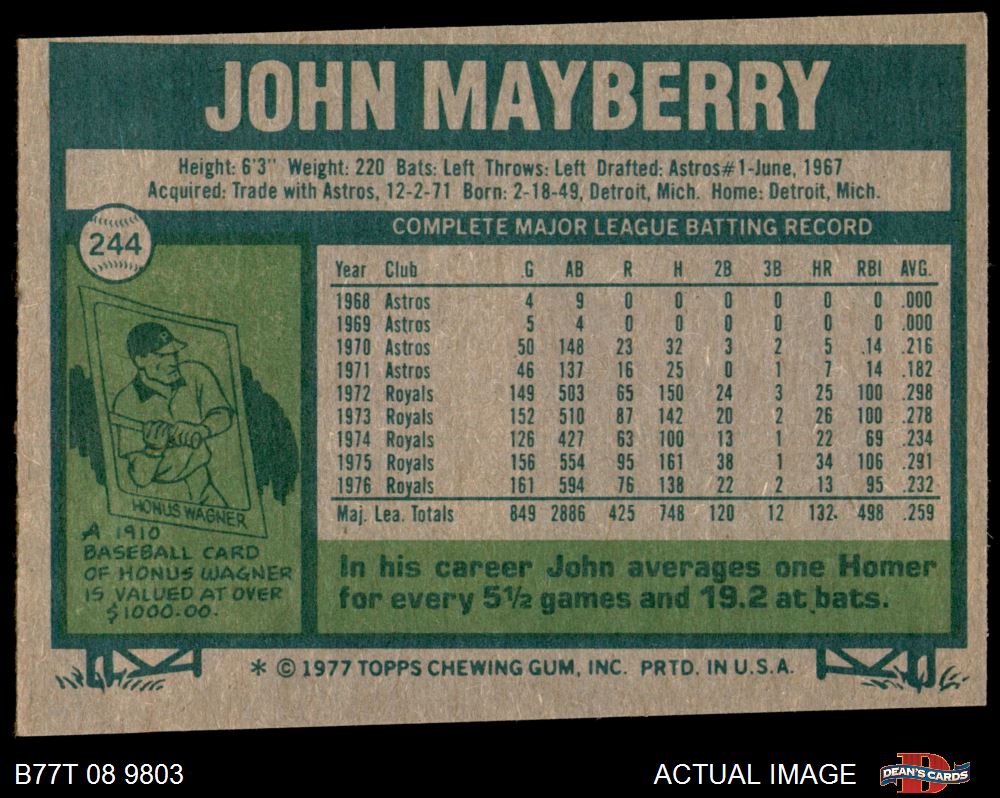 JOHN MAYBERRY
Height: 6'3" Weight: 220 Bats: Left Throws: Left Drafted: Astros#1-June, 1967
Acquired: Trade with Astros, 12-2-71 Born: 2-18-49, Detroit, Mich. Home: Detroit, Mich.
244
COMPLETE MAJOR LEAGUE BATTING RECORD
Year Club G AB R H 2B 3B HR RBI AVG.
1968 Astros 4 9 0 0 0 0 0 0 .000
1969 Astros 5 4 0 0 0 0 0 0 .000
1970 Astros 50 148 23 32 3 2 5 14 .216
1971 Astros 46 137 16 25 0 1 7 14 .182
1972 Royals 149 503 65 150 24 3 25 100 .298
1973 Royals 152 510 87 142 20 2 26 100 .278
1974 Royals 126 427 63 100 13 1 22 69 .234
1975 Royals 156 554 95 161 38 1 34 106 .291
1976 Royals 161 594 76 138 22 2 13 95 .232
Maj. Lea. Totals 849 2886 425 748 120 12 132 498 .259
HONUS WAGNER
A 1910
BASEBALL CARD
OF HONUS WAGNER
IS VALUED AT OVER
$1000.00.
In his career John averages one Homer
for every 5½ games and 19.2 at bats.
* © 1977 TOPPS CHEWING GUM, INC. PRTD. IN U.S.A.
B77T 08 9803
ACTUAL IMAGE
DEAN'S CARDS